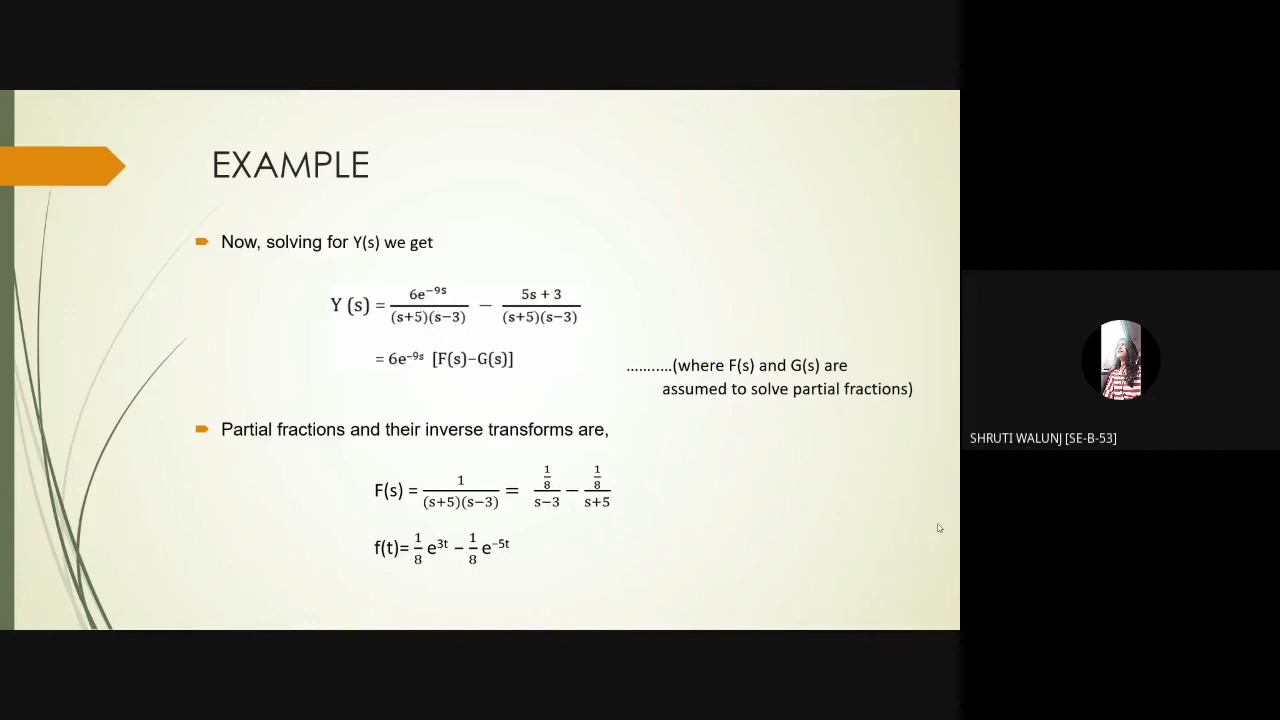 EXAMPLE
Now, solving for Y(s) we get
Y (s) = 6e⁻⁹ˢ/((s+5)(s−3)) − (5s + 3)/((s+5)(s−3))
= 6e⁻⁹ˢ [F(s)−G(s)]
...........(where F(s) and G(s) are
assumed to solve partial fractions)
Partial fractions and their inverse transforms are,
F(s) = 1/((s+5)(s−3)) = (1/8)/(s−3) − (1/8)/(s+5)
f(t)= 1/8 e³ᵗ − 1/8 e⁻⁵ᵗ
SHRUTI WALUNJ [SE-B-53]